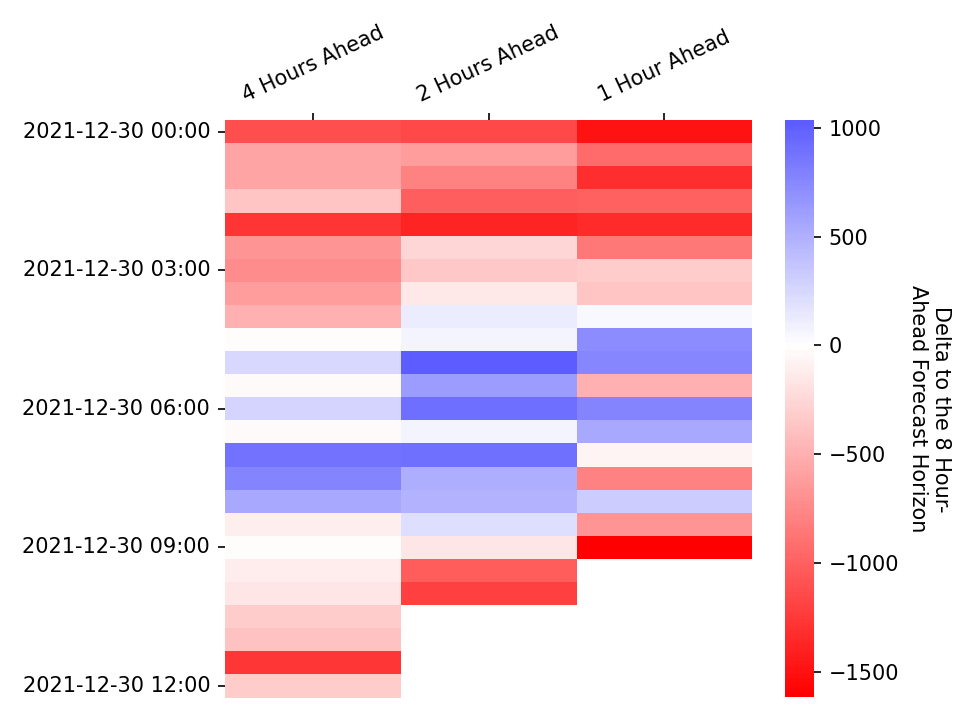 4 Hours Ahead
2 Hours Ahead
1 Hour Ahead
2021-12-30 00:00
2021-12-30 03:00
2021-12-30 06:00
2021-12-30 09:00
2021-12-30 12:00
1000
500
0
−500
−1000
−1500
Delta to the 8 Hour-
Ahead Forecast Horizon